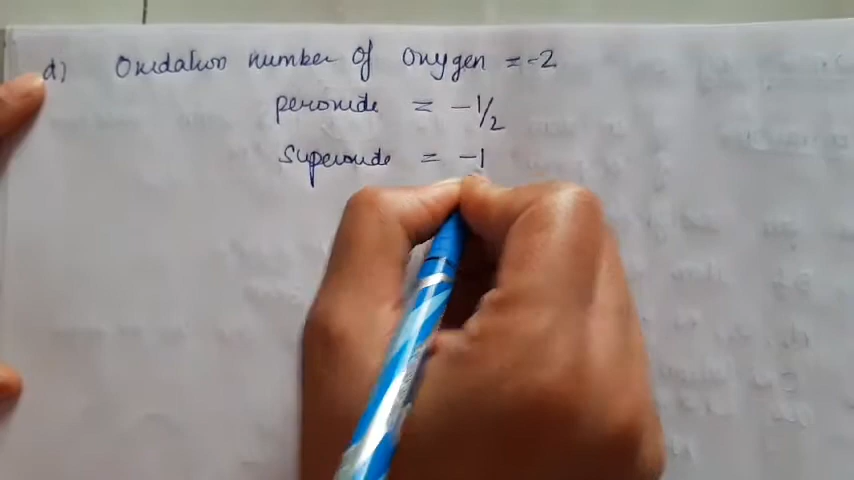 d) Oxidation number of oxygen = -2
peroxide = -1/2
Superoxide = -1